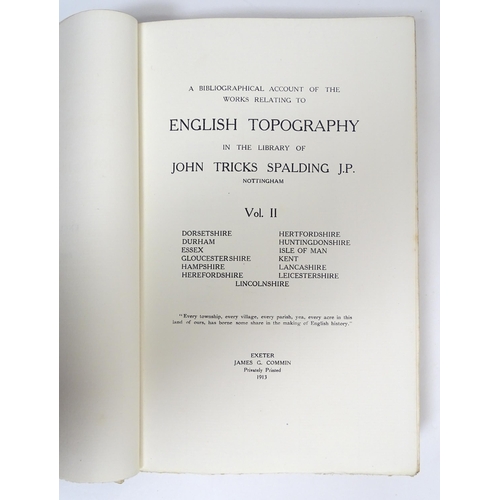 A BIBLIOGRAPHICAL ACCOUNT OF THE
WORKS RELATING TO
ENGLISH TOPOGRAPHY
IN THE LIBRARY OF
JOHN TRICKS SPALDING J.P.
NOTTINGHAM
Vol. II
DORSETSHIRE
DURHAM
ESSEX
GLOUCESTERSHIRE
HAMPSHIRE
HEREFORDSHIRE
HERTFORDSHIRE
HUNTINGDONSHIRE
ISLE OF MAN
KENT
LANCASHIRE
LEICESTERSHIRE
LINCOLNSHIRE
"Every township, every village, every parish, yea, every acre in this
land of ours, has borne some share in the making of English history."
EXETER
JAMES G. COMMIN
Privately Printed
1913